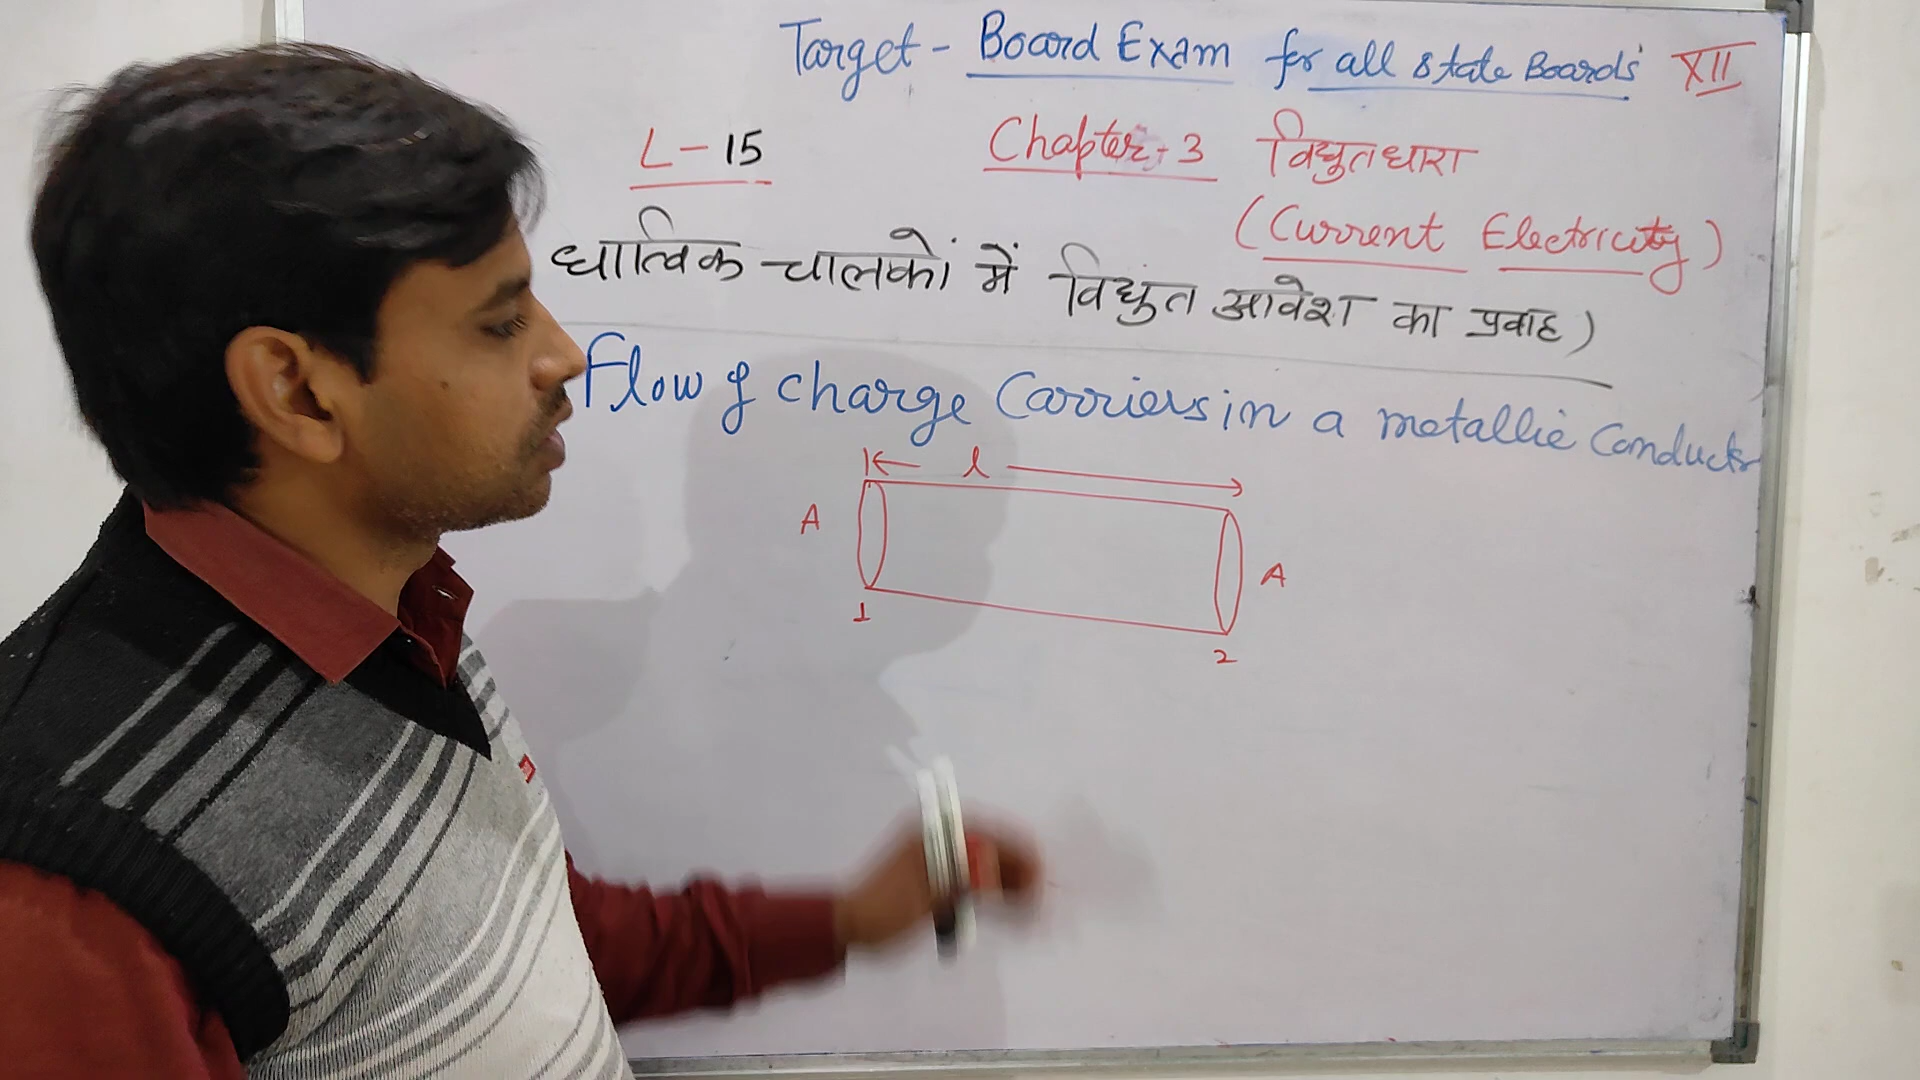 Target - Board Exam for all state Boards XII
L - 15 Chapter - 3 विद्युतधारा
(Current Electricity)
धात्विक चालकों में विद्युत आवेश का प्रवाह)
Flow of charge Carriers in a metallic Conductor
l
A
A
1
2